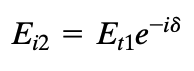 E_{i2} = E_{t1}e^{-iδ}